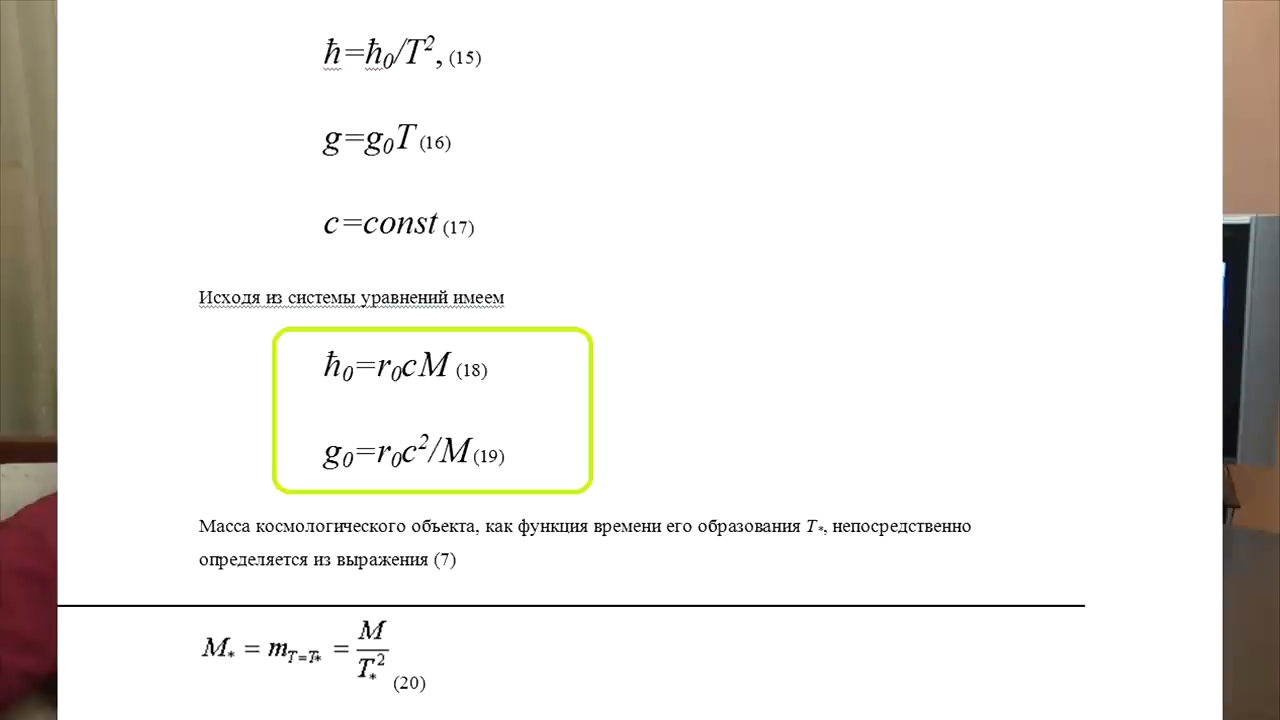 ħ=ħ₀/T², (15)
g=g₀T (16)
c=const (17)
Исходя из системы уравнений имеем
ħ₀=r₀cM (18)
g₀=r₀c²/M (19)
Масса космологического объекта, как функция времени его образования T*, непосредственно
определяется из выражения (7)
M* = m_{T=T*} = M/T*² (20)